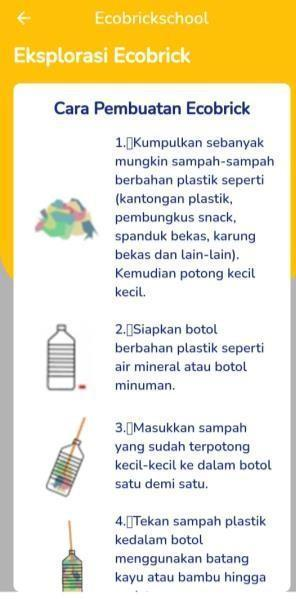 Ecobrickschool
Eksplorasi Ecobrick
Cara Pembuatan Ecobrick
1.▯Kumpulkan sebanyak
mungkin sampah-sampah
berbahan plastik seperti
(kantongan plastik,
pembungkus snack,
spanduk bekas, karung
bekas dan lain-lain).
Kemudian potong kecil
kecil.
2.▯Siapkan botol
berbahan plastik seperti
air mineral atau botol
minuman.
3.▯Masukkan sampah
yang sudah terpotong
kecil-kecil ke dalam botol
satu demi satu.
4.▯Tekan sampah plastik
kedalam botol
menggunakan batang
kayu atau bambu hingga